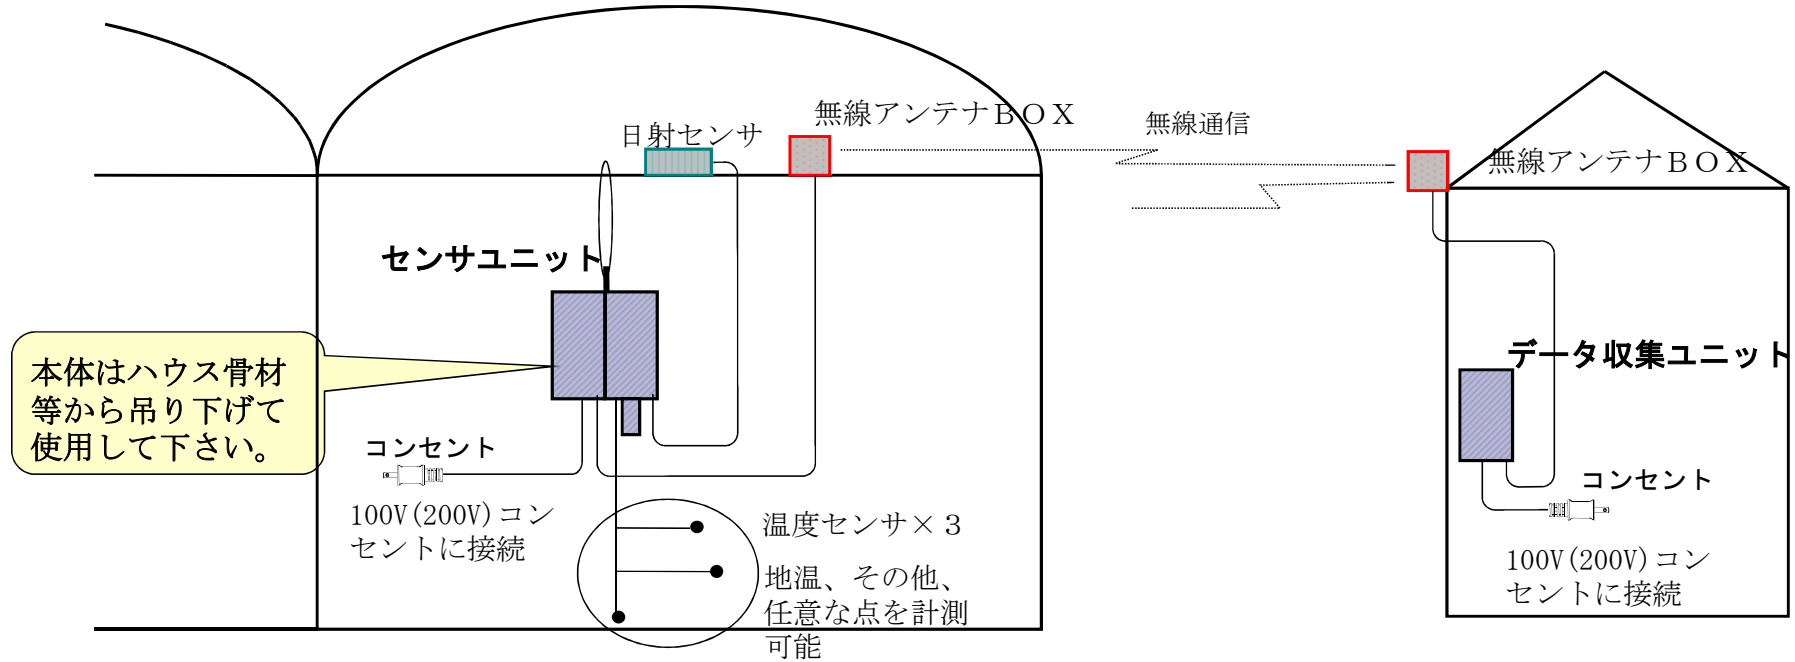 無線アンテナＢＯＸ
無線通信
日射センサ
無線アンテナＢＯＸ
センサユニット
データ収集ユニット
本体はハウス骨材
等から吊り下げて
使用して下さい。
コンセント
コンセント
100V(200V)コン
セントに接続
温度センサ×３
地温、その他、
任意な点を計測
可能
100V(200V)コン
セントに接続